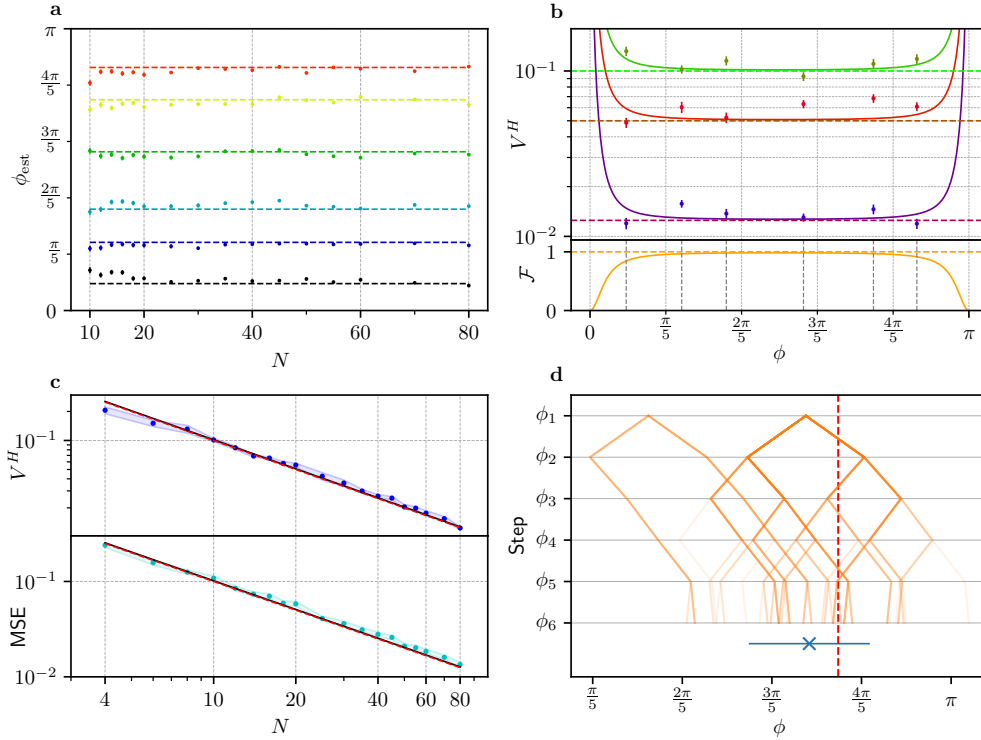 a
π
4π/5
3π/5
2π/5
π/5
0
ϕest
10 20 40 60 80
N
b
10⁻¹
10⁻²
V^H
1
0
ℱ
0 π/5 2π/5 3π/5 4π/5 π
ϕ
c
10⁻¹
V^H
10⁻¹
10⁻²
MSE
4 10 20 40 60 80
N
d
ϕ₁
ϕ₂
ϕ₃
ϕ₄
ϕ₅
ϕ₆
Step
π/5 2π/5 3π/5 4π/5 π
ϕ